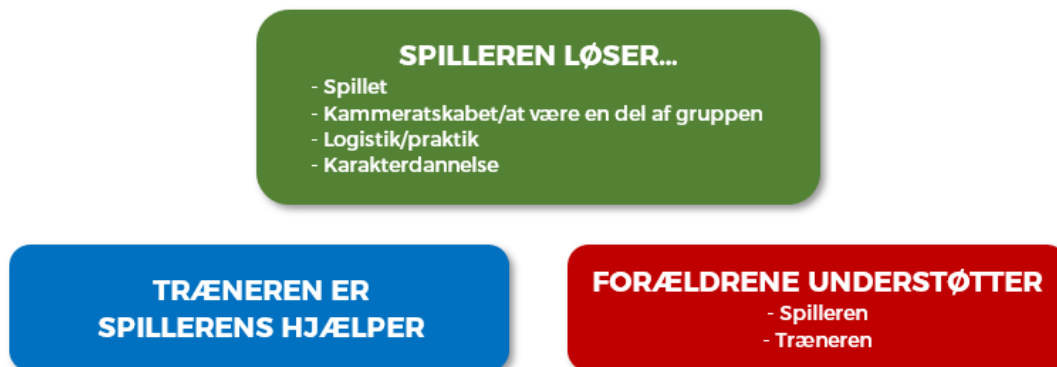 SPILLEREN LØSER...
- Spillet
- Kammeratskabet/at være en del af gruppen
- Logistik/praktik
- Karakterdannelse
TRÆNEREN ER
SPILLERENS HJÆLPER
FORÆLDRENE UNDERSTØTTER
- Spilleren
- Træneren